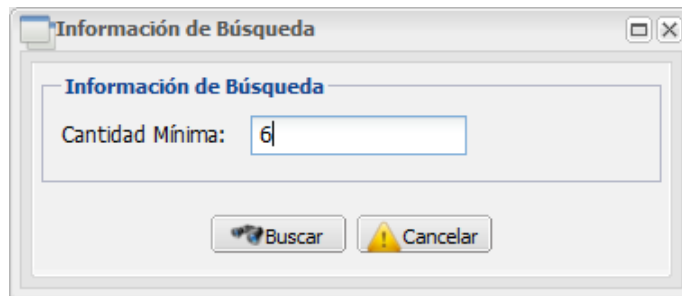 Información de Búsqueda
Información de Búsqueda
Cantidad Mínima: 6
Buscar Cancelar